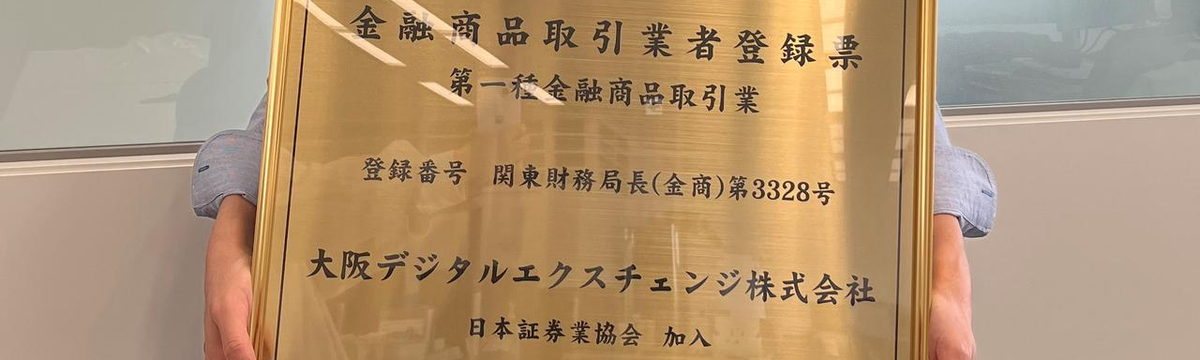 金融商品取引業者登録票
第一種金融商品取引業
登録番号 関東財務局長(金商)第3328号
大阪デジタルエクスチェンジ株式会社
日本証券業協会 加入